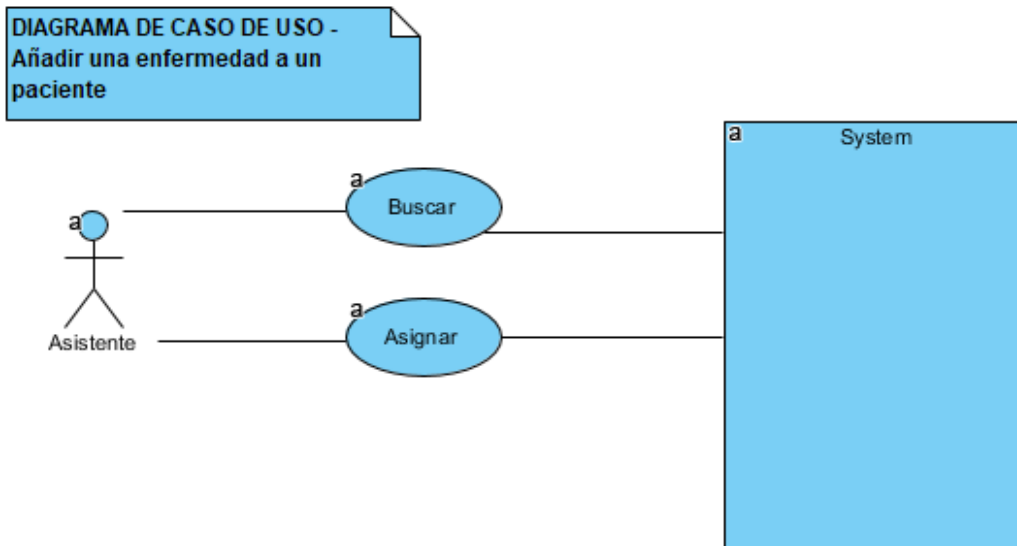 DIAGRAMA DE CASO DE USO -
Añadir una enfermedad a un
paciente
a
System
a
Buscar
a
Asistente
a
Asignar